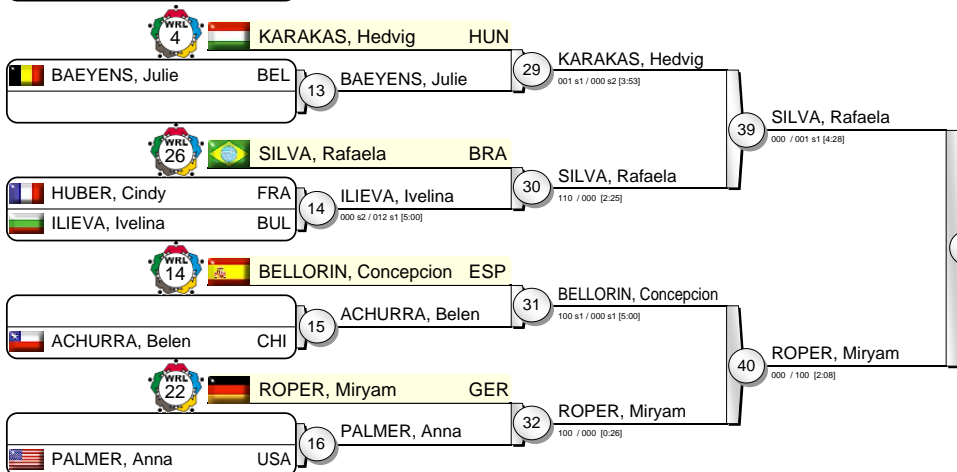 WRL
4
KARAKAS, Hedvig HUN
BAEYENS, Julie BEL
13
BAEYENS, Julie
29
KARAKAS, Hedvig
001 s1 / 000 s2 [3:53]
39
SILVA, Rafaela
000 / 001 s1 [4:28]
WRL
26
SILVA, Rafaela BRA
HUBER, Cindy FRA
ILIEVA, Ivelina BUL
14
ILIEVA, Ivelina
000 s2 / 012 s1 [5:00]
30
SILVA, Rafaela
110 / 000 [2:25]
WRL
14
BELLORIN, Concepcion ESP
ACHURRA, Belen CHI
15
ACHURRA, Belen
31
BELLORIN, Concepcion
100 s1 / 000 s1 [5:00]
40
ROPER, Miryam
000 / 100 [2:08]
WRL
22
ROPER, Miryam GER
PALMER, Anna USA
16
PALMER, Anna
32
ROPER, Miryam
100 / 000 [0:26]